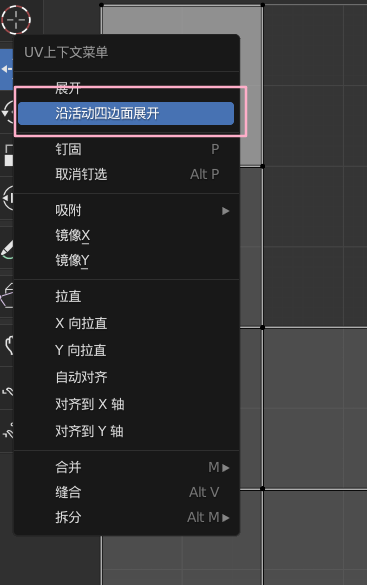 UV上下文菜单
展开
沿活动四边面展开
钉固 P
取消钉选 Alt P
吸附
镜像X
镜像Y
拉直
X 向拉直
Y 向拉直
自动对齐
对齐到 X 轴
对齐到 Y 轴
合并 M
缝合 Alt V
拆分 Alt M